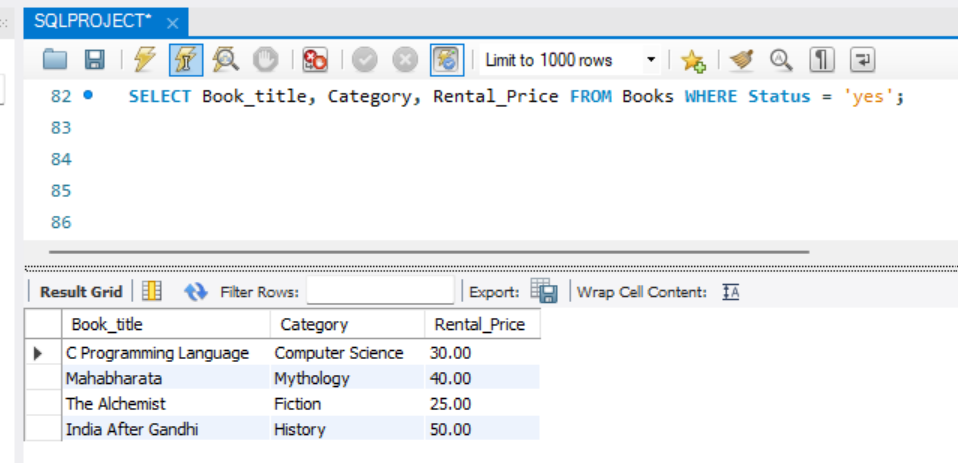 SQLPROJECT*
Limit to 1000 rows
82 SELECT Book_title, Category, Rental_Price FROM Books WHERE Status = 'yes';
83
84
85
86
Result Grid Filter Rows: Export: Wrap Cell Content:
Book_title Category Rental_Price
C Programming Language Computer Science 30.00
Mahabharata Mythology 40.00
The Alchemist Fiction 25.00
India After Gandhi History 50.00